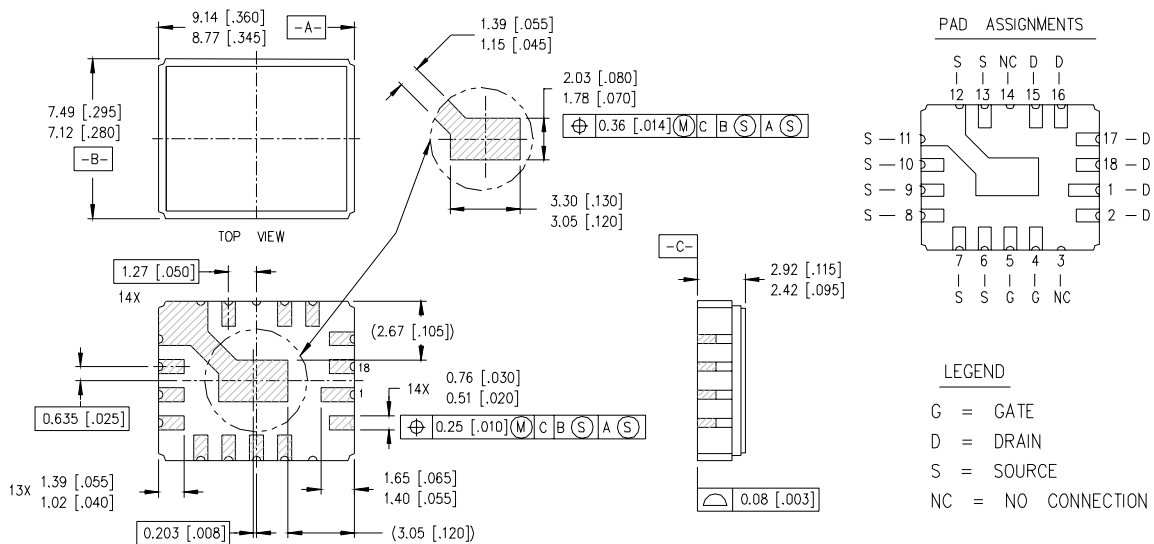 9.14 [.360]
8.77 [.345]
-A-
7.49 [.295]
7.12 [.280]
-B-
TOP VIEW
1.39 [.055]
1.15 [.045]
2.03 [.080]
1.78 [.070]
⌖ 0.36 [.014] Ⓜ C B Ⓢ A Ⓢ
3.30 [.130]
3.05 [.120]
PAD ASSIGNMENTS
S S NC D D
12 13 14 15 16
S 11
S 10
S 9
S 8
17 D
18 D
1 D
2 D
7 6 5 4 3
S S G G NC
1.27 [.050]
14X
(2.67 [.105])
18
1
0.635 [.025]
14X 0.76 [.030]
0.51 [.020]
⌖ 0.25 [.010] Ⓜ C B Ⓢ A Ⓢ
13X 1.39 [.055]
1.02 [.040]
1.65 [.065]
1.40 [.055]
0.203 [.008]
(3.05 [.120])
-C-
2.92 [.115]
2.42 [.095]
⌓ 0.08 [.003]
LEGEND
G = GATE
D = DRAIN
S = SOURCE
NC = NO CONNECTION